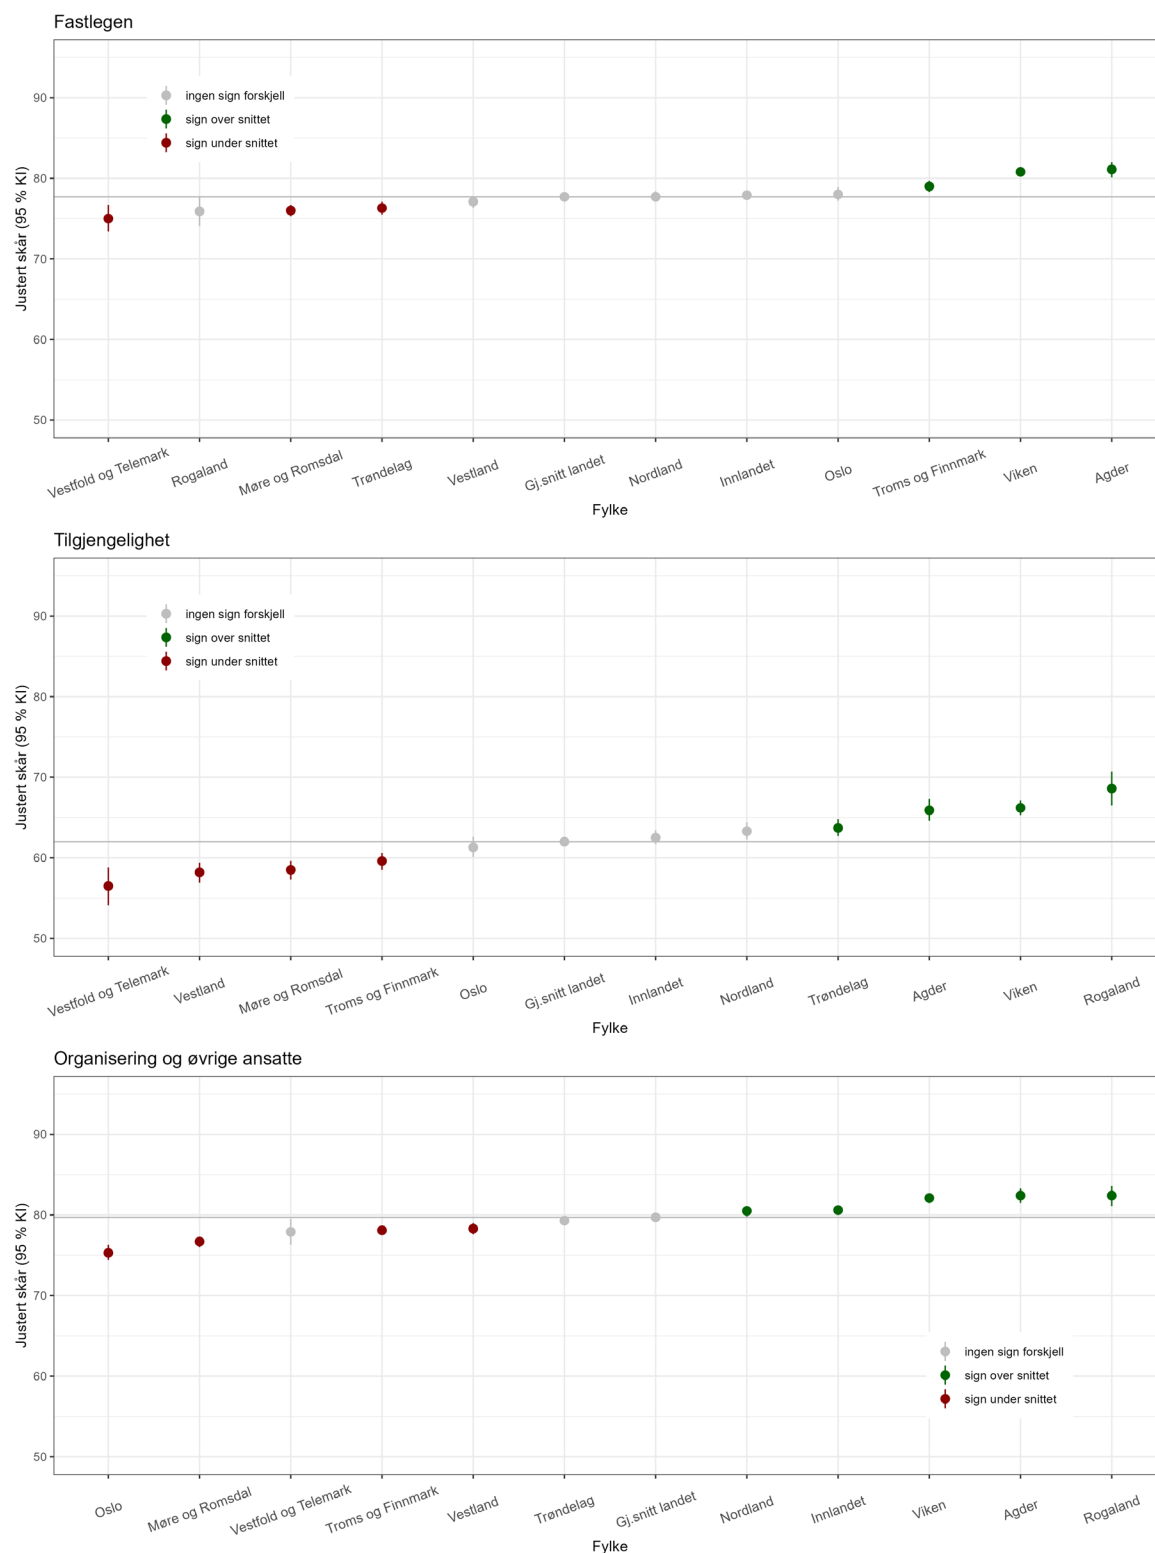 Fastlegen
Justert skår (95 % KI)
90
80
70
60
50
ingen sign forskjell
sign over snittet
sign under snittet
Vestfold og Telemark
Rogaland
Møre og Romsdal
Trøndelag
Vestland
Gj.snitt landet
Nordland
Innlandet
Oslo
Troms og Finnmark
Viken
Agder
Fylke
Tilgjengelighet
Justert skår (95 % KI)
90
80
70
60
50
ingen sign forskjell
sign over snittet
sign under snittet
Vestfold og Telemark
Vestland
Møre og Romsdal
Troms og Finnmark
Oslo
Gj.snitt landet
Innlandet
Nordland
Trøndelag
Agder
Viken
Rogaland
Fylke
Organisering og øvrige ansatte
Justert skår (95 % KI)
90
80
70
60
50
ingen sign forskjell
sign over snittet
sign under snittet
Oslo
Møre og Romsdal
Vestfold og Telemark
Troms og Finnmark
Vestland
Trøndelag
Gj.snitt landet
Nordland
Innlandet
Viken
Agder
Rogaland
Fylke